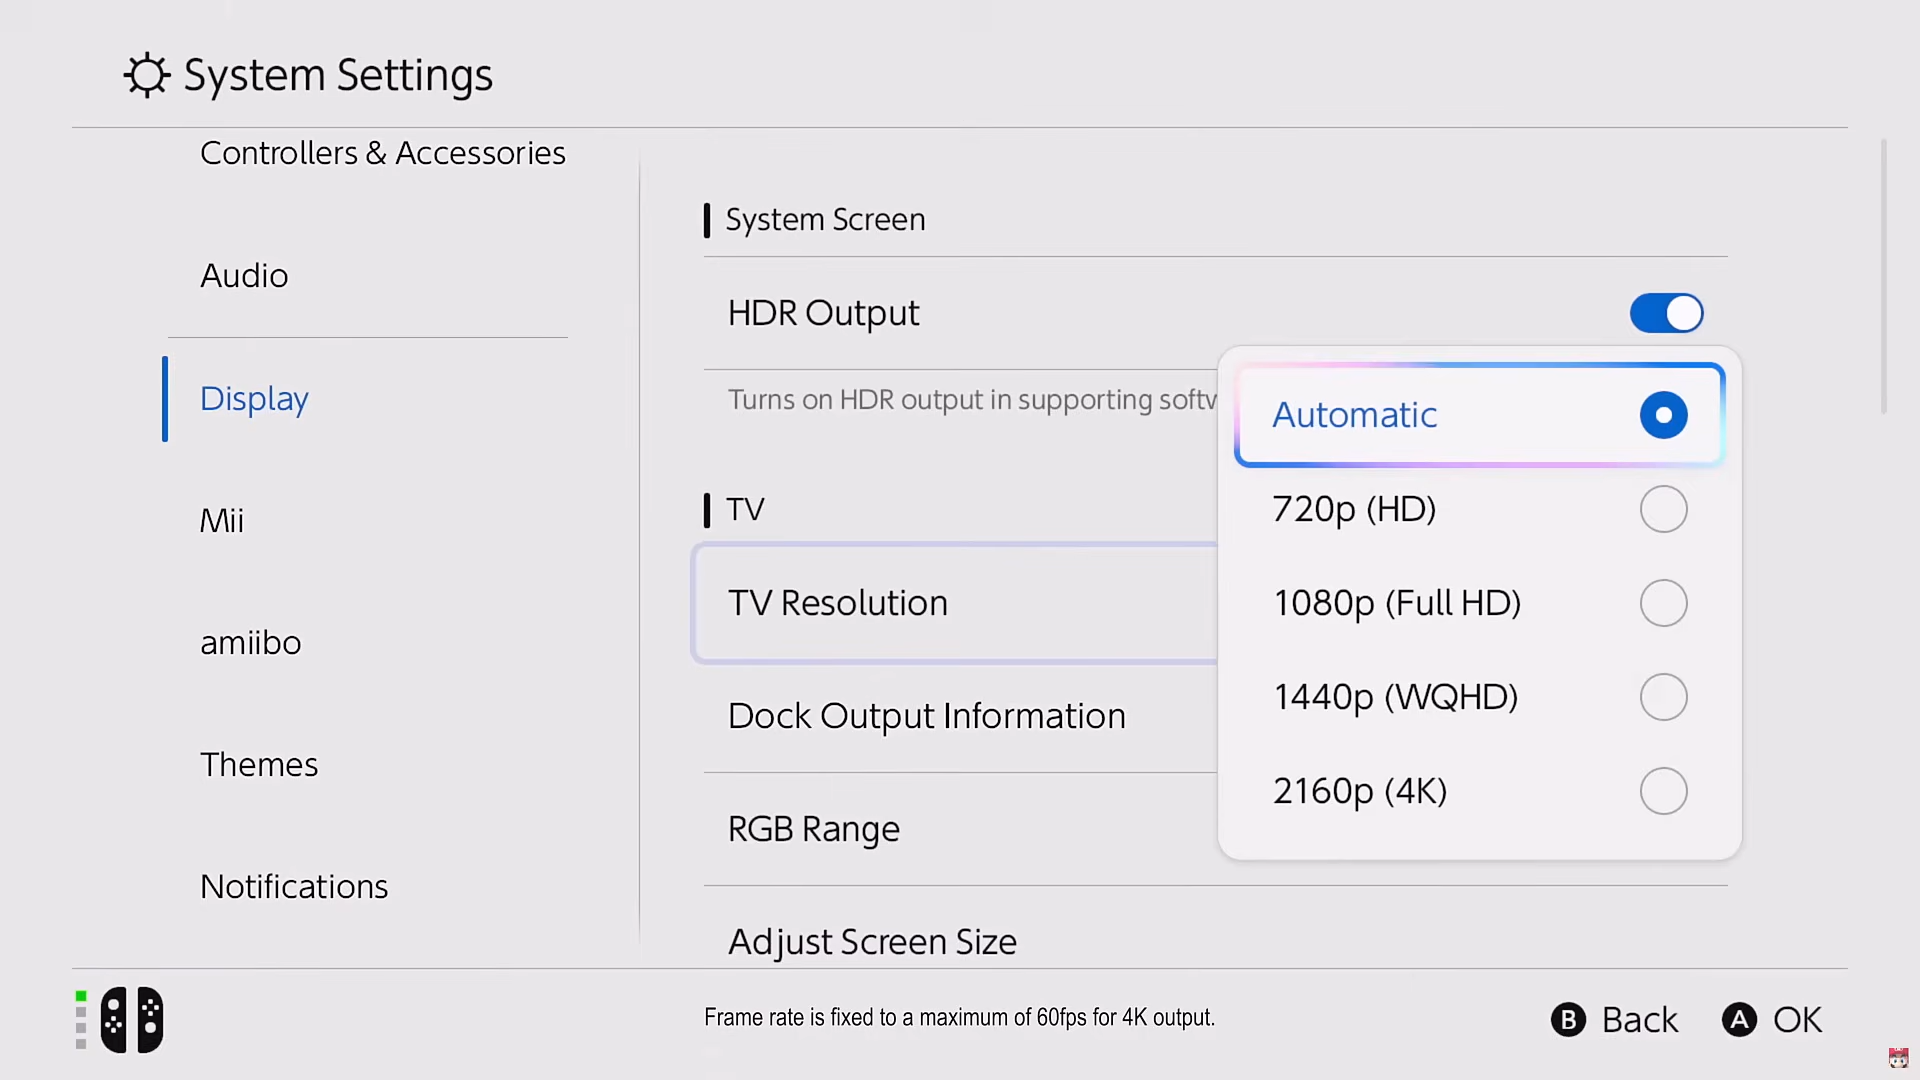 System Settings
Controllers & Accessories
Audio
Display
Mii
amiibo
Themes
Notifications
System Screen
HDR Output
Turns on HDR output in supporting
TV
TV Resolution
Dock Output Information
RGB Range
Adjust Screen Size
Automatic
720p (HD)
1080p (Full HD)
1440p (WQHD)
2160p (4K)
Frame rate is fixed to a maximum of 60fps for 4K output.
B Back
A OK